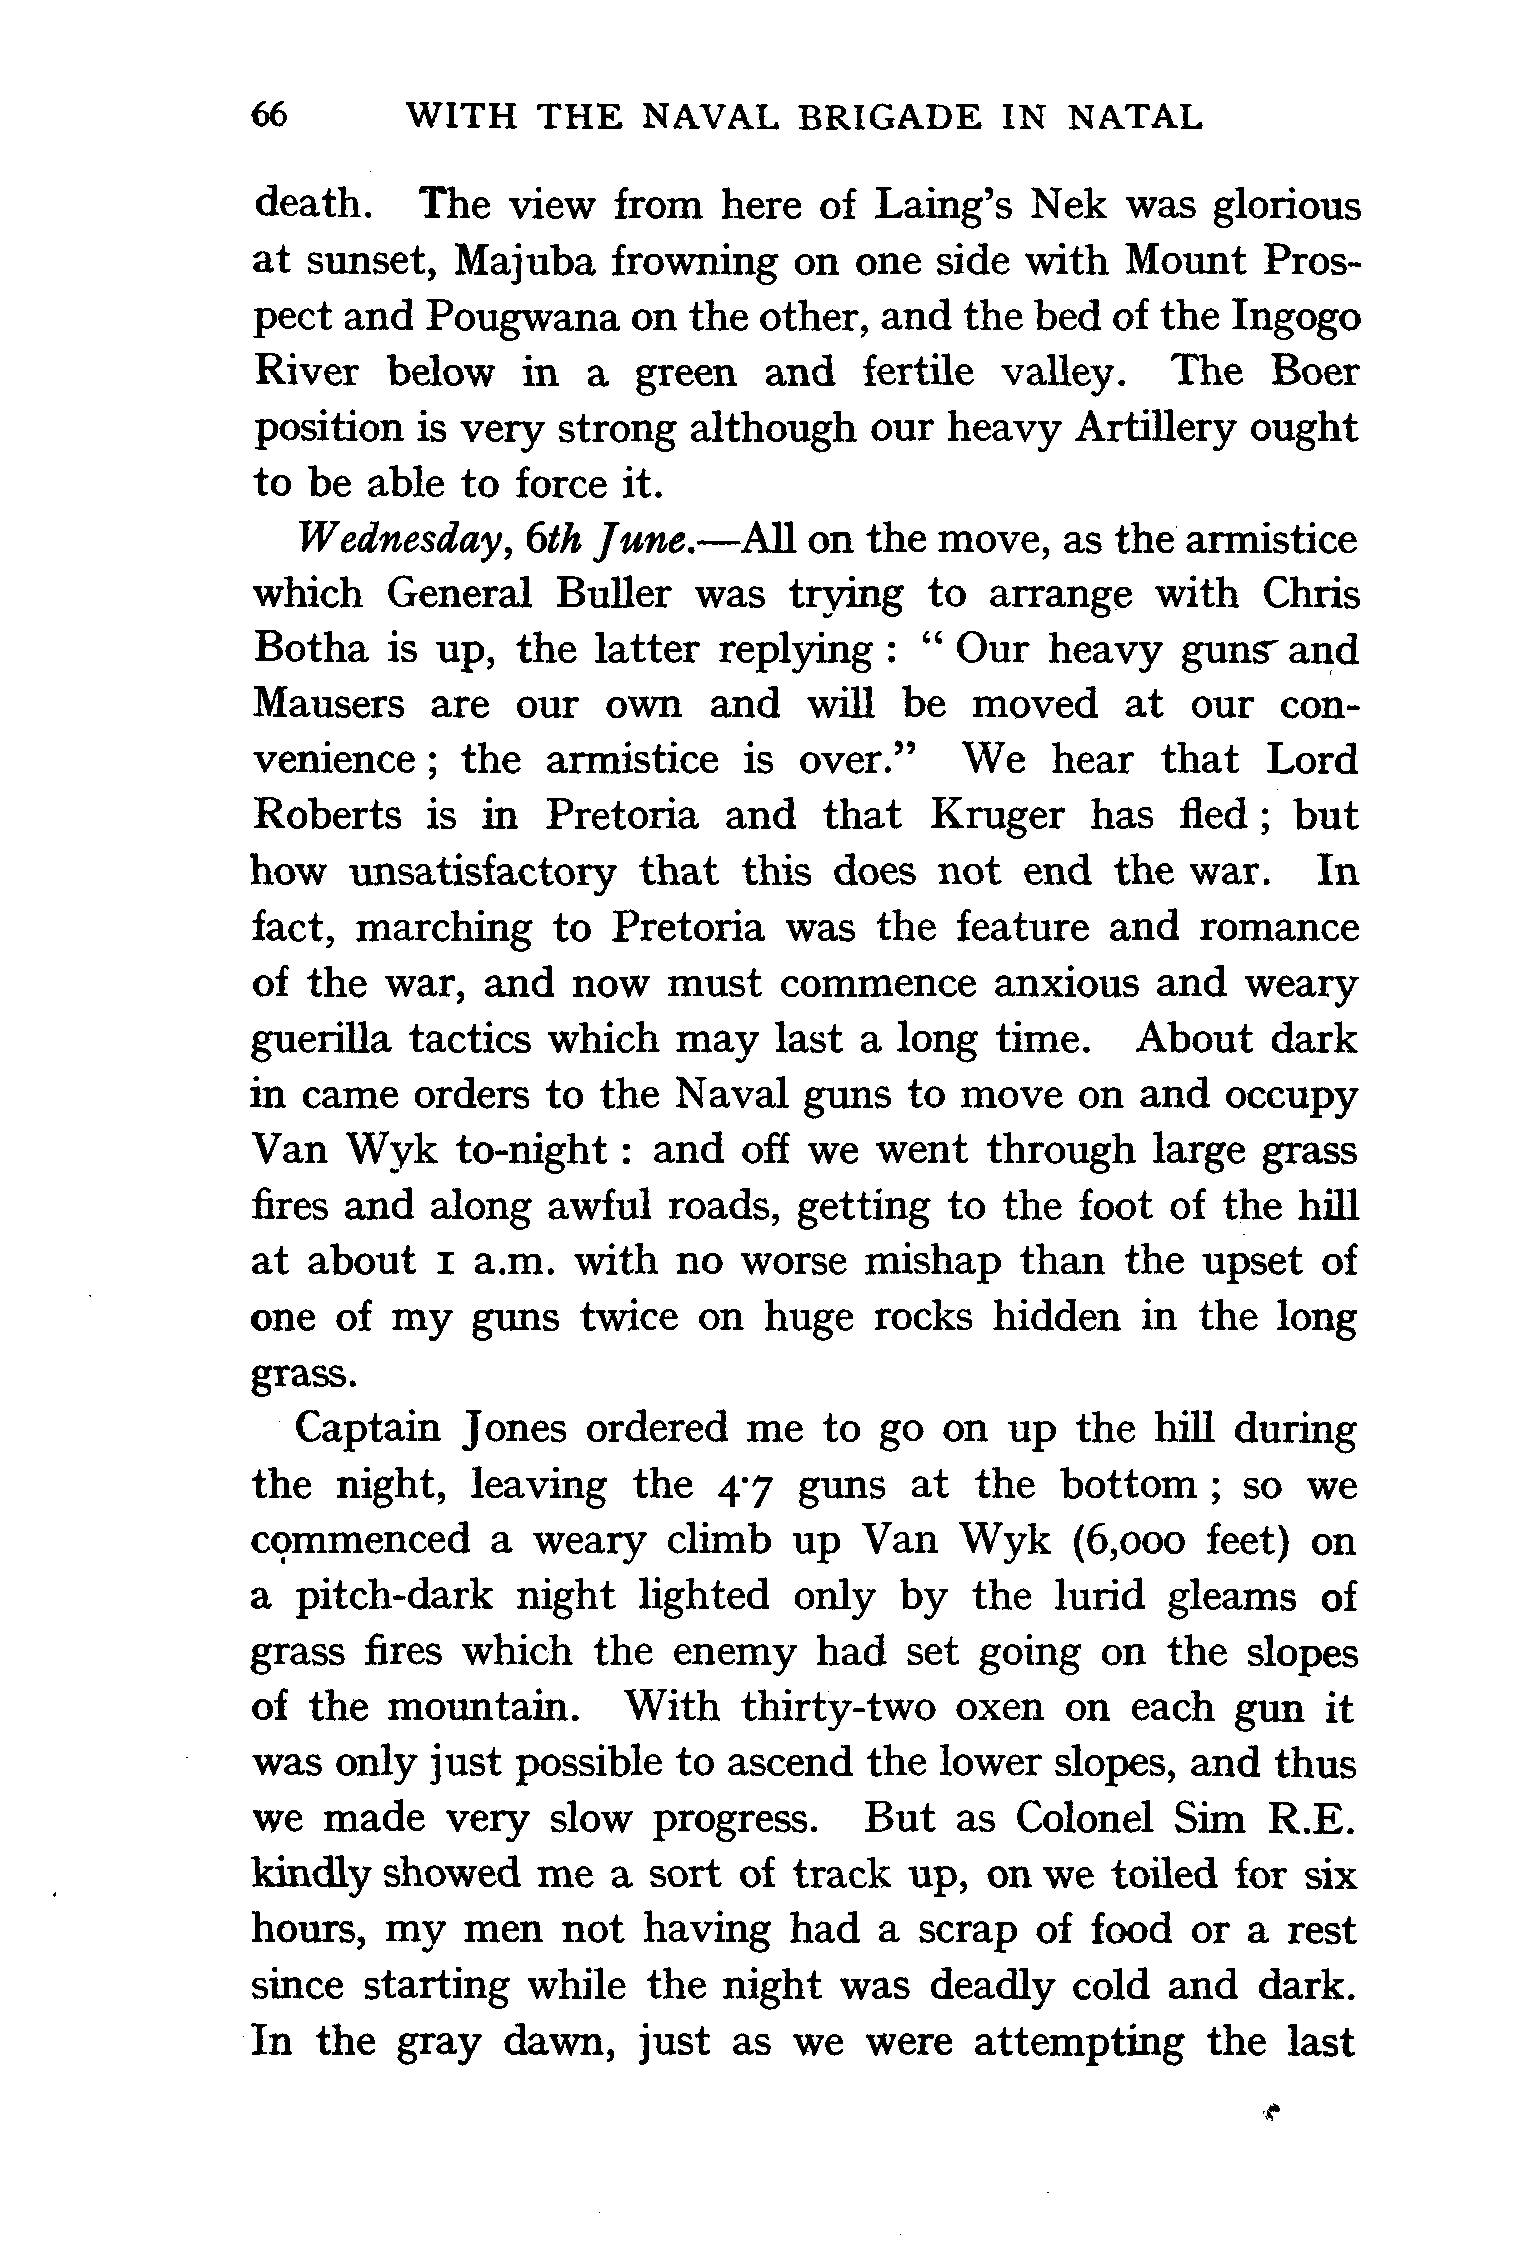 66 WITH THE NAVAL BRIGADE IN NATAL
death. The view from here of Laing's Nek was glorious
at sunset, Majuba frowning on one side with Mount Pros-
pect and Pougwana on the other, and the bed of the Ingogo
River below in a green and fertile valley. The Boer
position is very strong although our heavy Artillery ought
to be able to force it.
Wednesday, 6th June.—All on the move, as the armistice
which General Buller was trying to arrange with Chris
Botha is up, the latter replying : “ Our heavy guns and
Mausers are our own and will be moved at our con-
venience ; the armistice is over.” We hear that Lord
Roberts is in Pretoria and that Kruger has fled ; but
how unsatisfactory that this does not end the war. In
fact, marching to Pretoria was the feature and romance
of the war, and now must commence anxious and weary
guerilla tactics which may last a long time. About dark
in came orders to the Naval guns to move on and occupy
Van Wyk to-night : and off we went through large grass
fires and along awful roads, getting to the foot of the hill
at about 1 a.m. with no worse mishap than the upset of
one of my guns twice on huge rocks hidden in the long
grass.
Captain Jones ordered me to go on up the hill during
the night, leaving the 4·7 guns at the bottom ; so we
commenced a weary climb up Van Wyk (6,000 feet) on
a pitch-dark night lighted only by the lurid gleams of
grass fires which the enemy had set going on the slopes
of the mountain. With thirty-two oxen on each gun it
was only just possible to ascend the lower slopes, and thus
we made very slow progress. But as Colonel Sim R.E.
kindly showed me a sort of track up, on we toiled for six
hours, my men not having had a scrap of food or a rest
since starting while the night was deadly cold and dark.
In the gray dawn, just as we were attempting the last